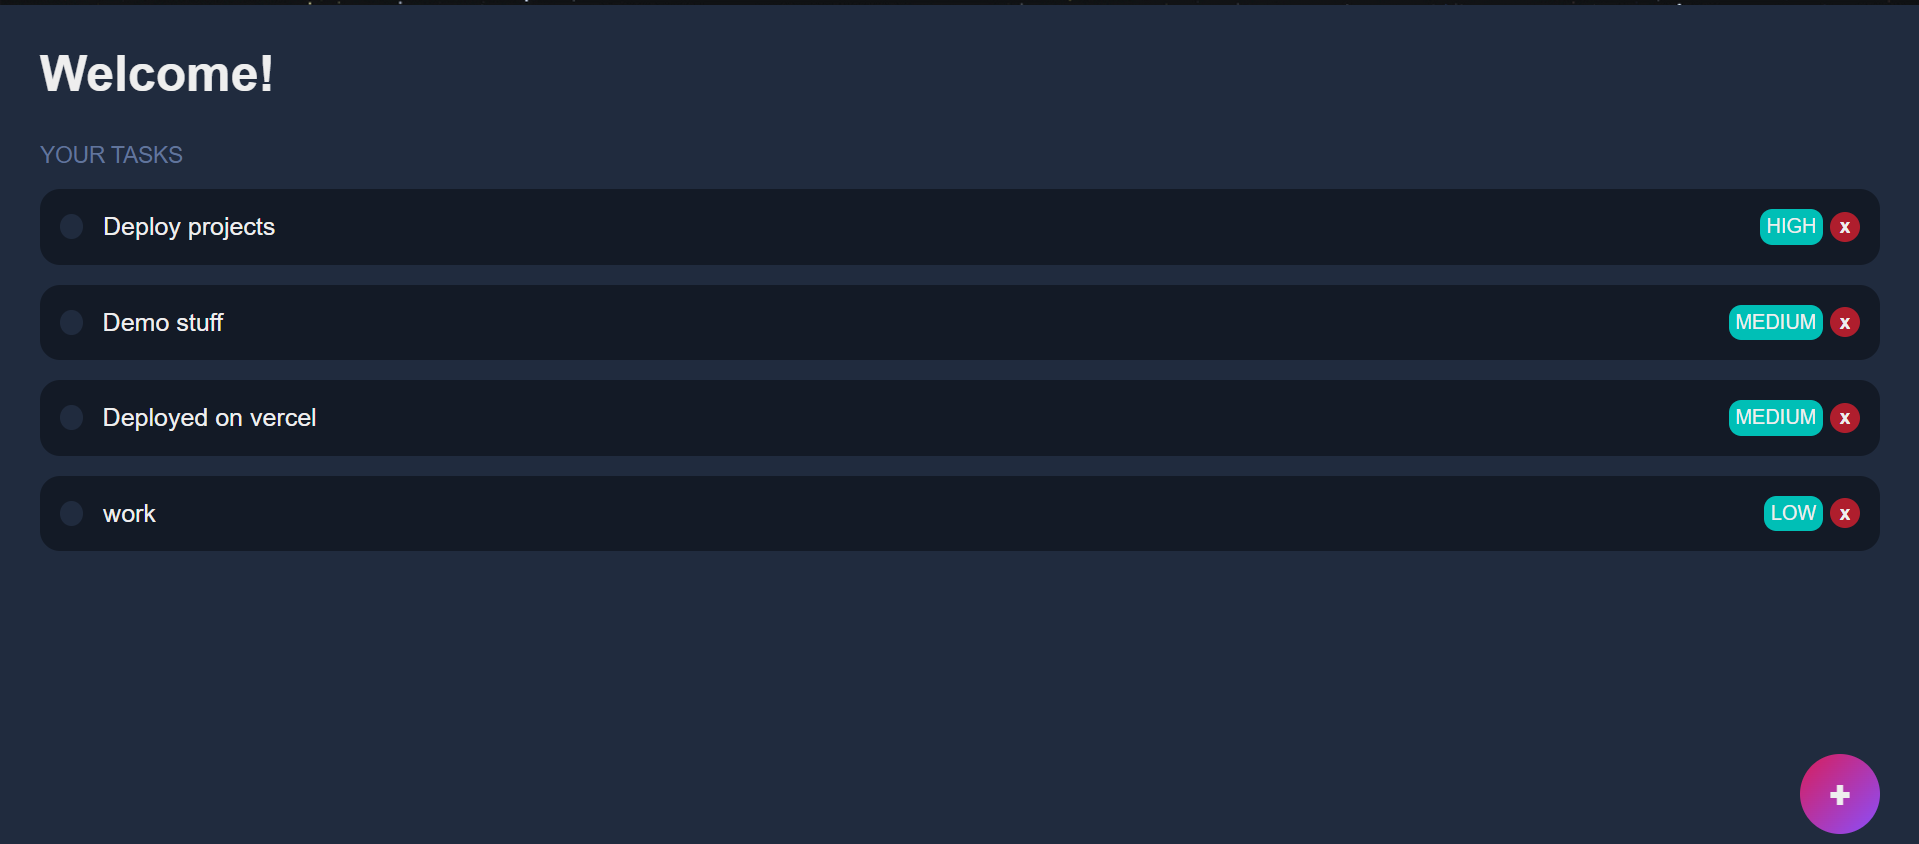 Welcome!
YOUR TASKS
Deploy projects HIGH x
Demo stuff MEDIUM x
Deployed on vercel MEDIUM x
work LOW x
+